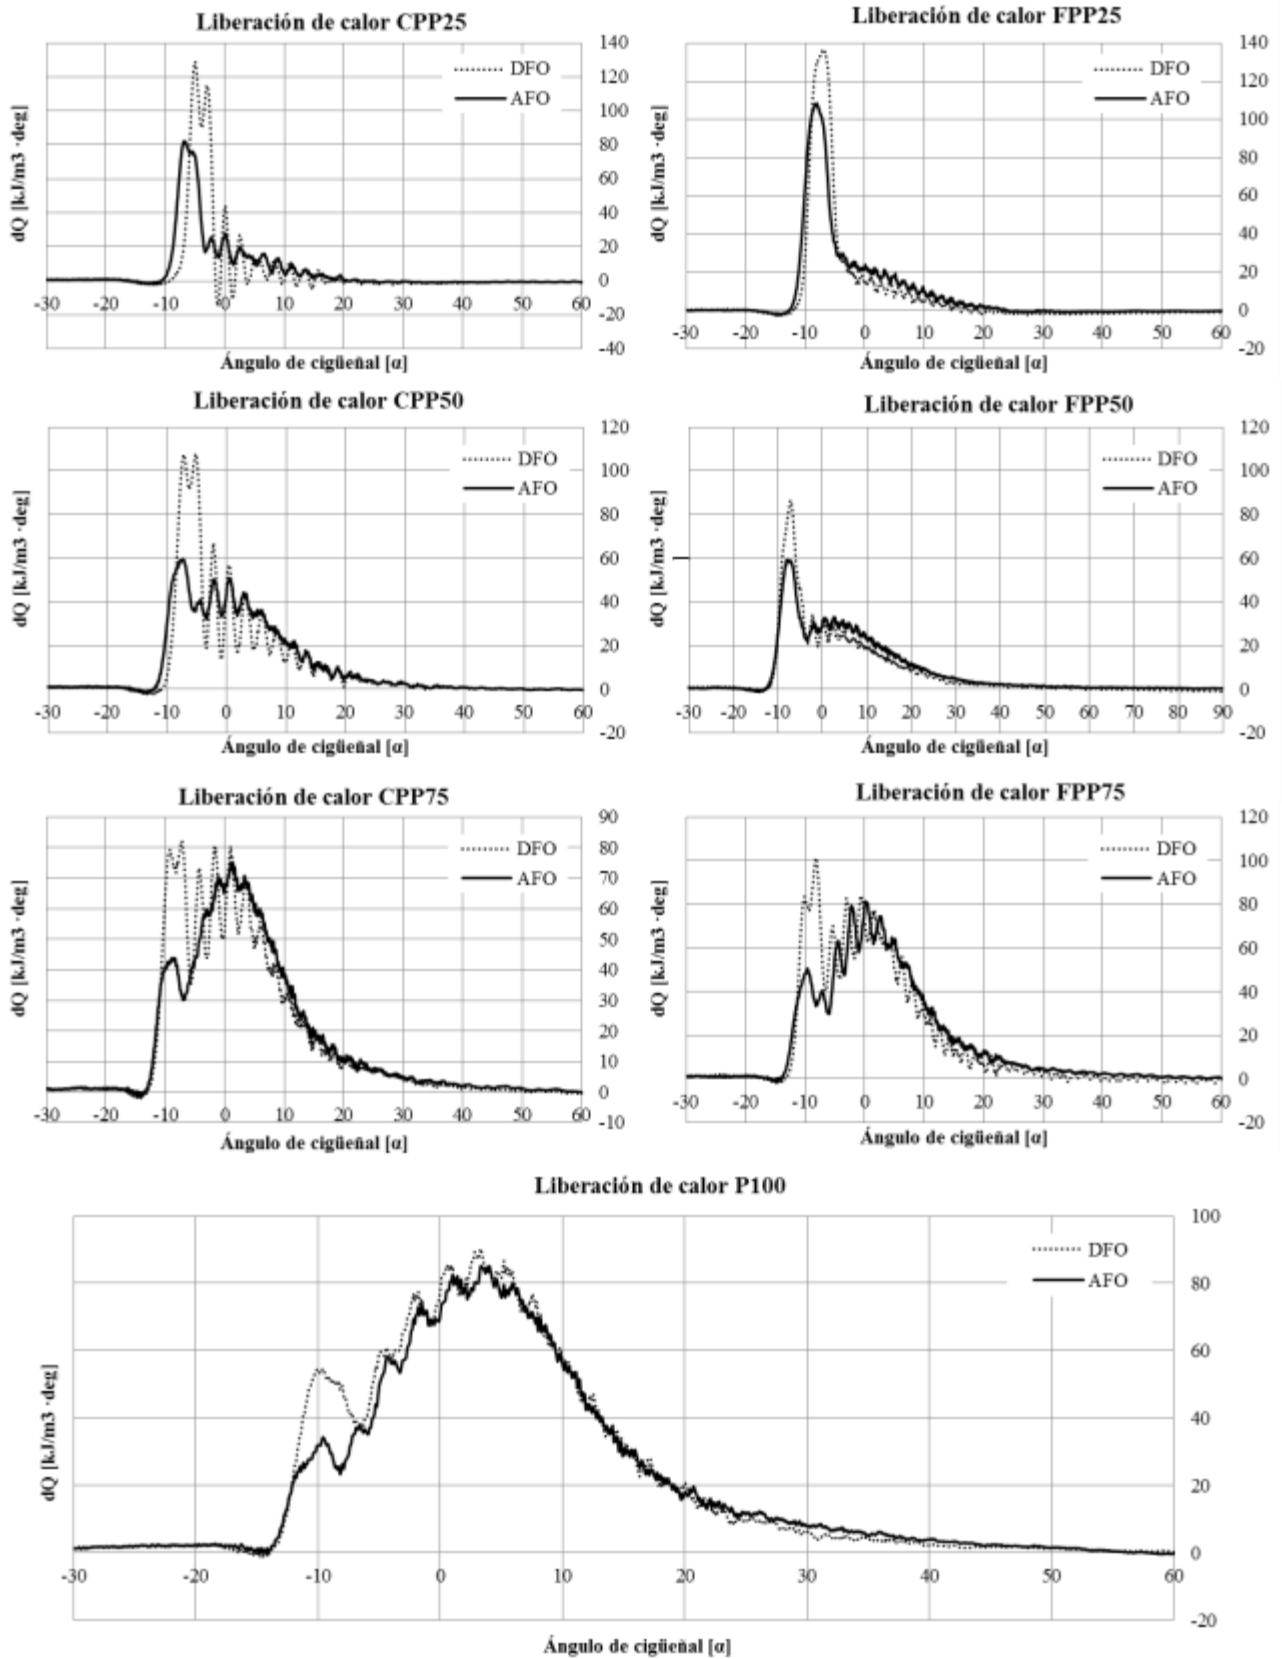 Liberación de calor CPP25
140
120
100
80
60
40
20
0
-20
-40
DFO
AFO
dQ [kJ/m3 ·deg]
-30 -20 -10 0 10 20 30 40 50 60
Ángulo de cigüeñal [α]
Liberación de calor FPP25
140
120
100
80
60
40
20
0
-20
DFO
AFO
dQ [kJ/m3 ·deg]
-30 -20 -10 0 10 20 30 40 50 60
Ángulo de cigüeñal [α]
Liberación de calor CPP50
120
100
80
60
40
20
0
-20
DFO
AFO
dQ [kJ/m3 ·deg]
-30 -20 -10 0 10 20 30 40 50 60
Ángulo de cigüeñal [α]
Liberación de calor FPP50
120
100
80
60
40
20
0
-20
DFO
AFO
dQ [kJ/m3 ·deg]
-30 -20 -10 0 10 20 30 40 50 60 70 80 90
Ángulo de cigüeñal [α]
Liberación de calor CPP75
90
80
70
60
50
40
30
20
10
0
-10
DFO
AFO
dQ [kJ/m3 ·deg]
-30 -20 -10 0 10 20 30 40 50 60
Ángulo de cigüeñal [α]
Liberación de calor FPP75
120
100
80
60
40
20
0
-20
DFO
AFO
dQ [kJ/m3 ·deg]
-30 -20 -10 0 10 20 30 40 50 60
Ángulo de cigüeñal [α]
Liberación de calor P100
100
80
60
40
20
0
-20
DFO
AFO
dQ [kJ/m3 ·deg]
-30 -20 -10 0 10 20 30 40 50 60
Ángulo de cigüeñal [α]